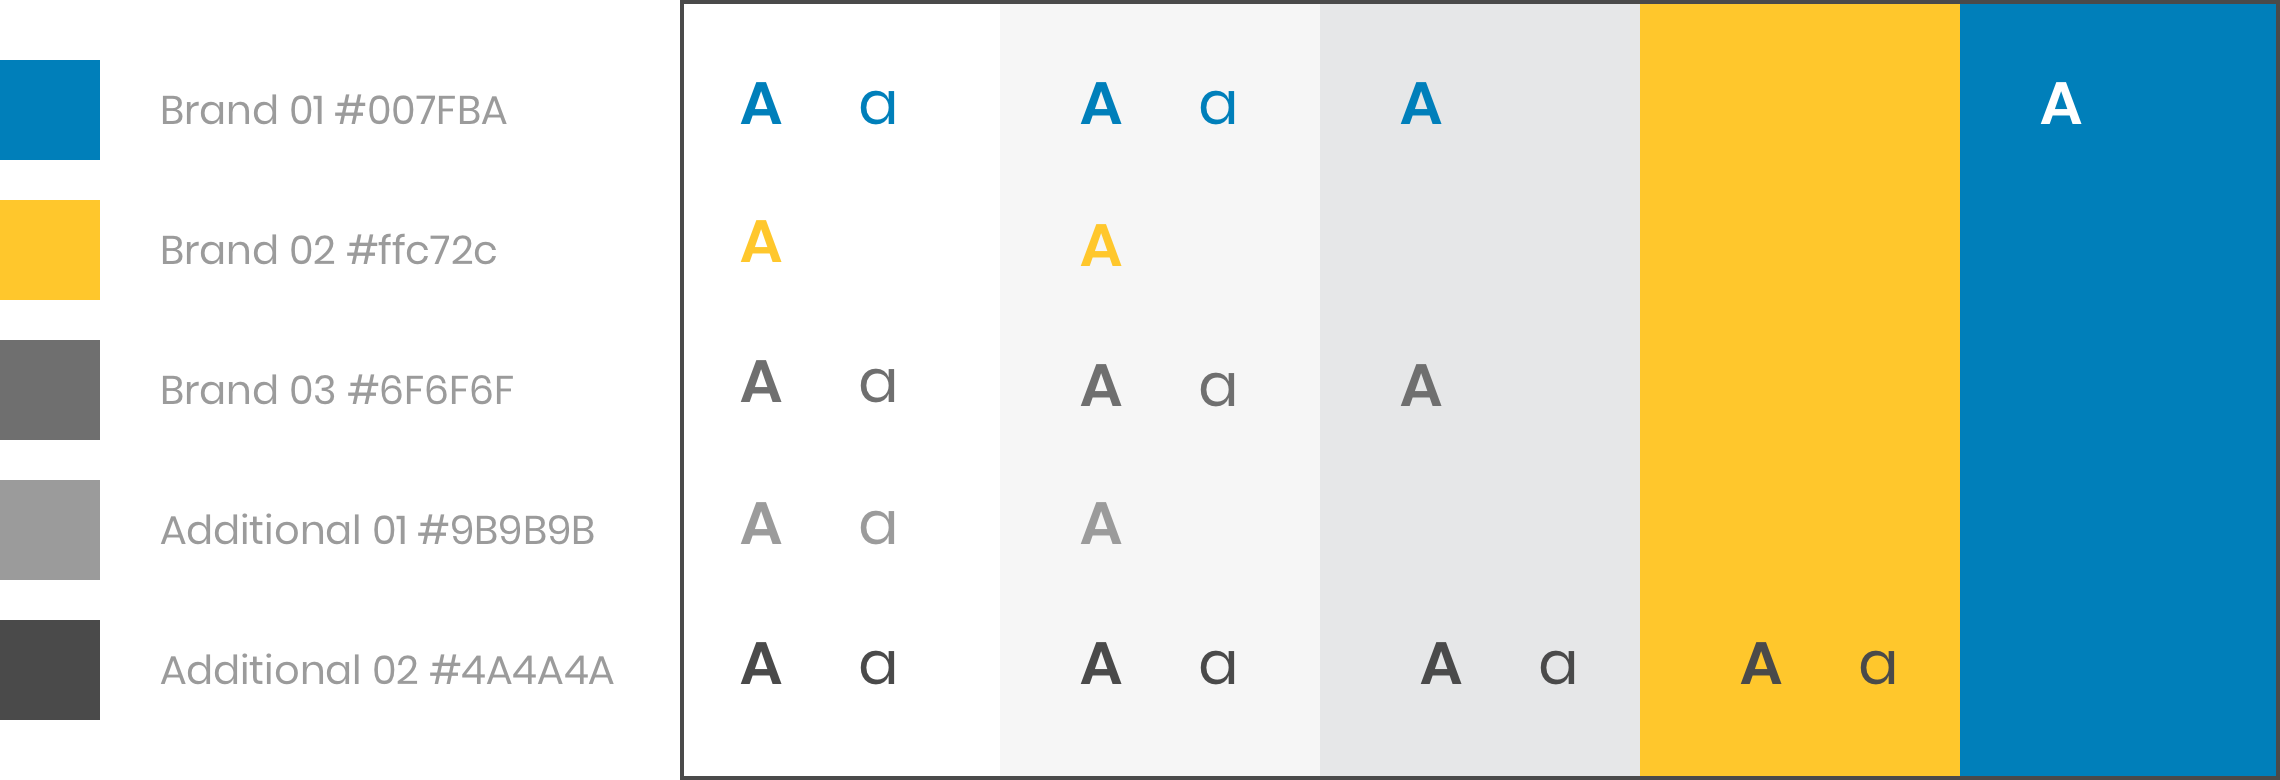 Brand 01 #007FBA A a A a A A
Brand 02 #ffc72c A A
Brand 03 #6F6F6F A a A a A
Additional 01 #9B9B9B A a A
Additional 02 #4A4A4A A a A a A a A a